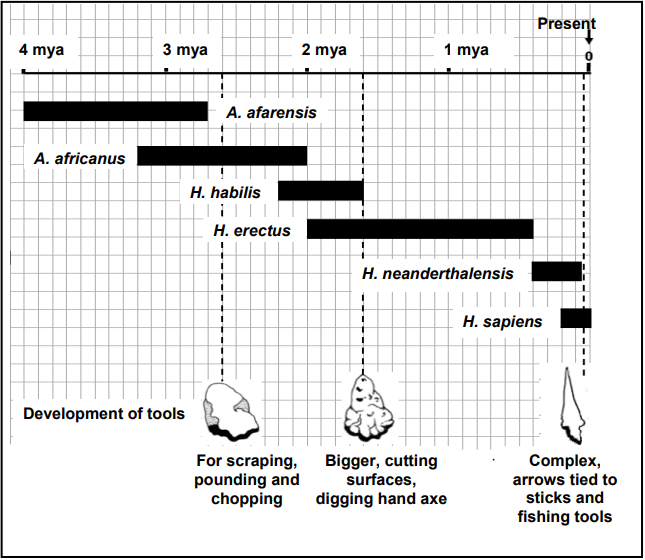 Present
4 mya 3 mya 2 mya 1 mya 0
A. afarensis
A. africanus
H. habilis
H. erectus
H. neanderthalensis
H. sapiens
Development of tools
For scraping,
pounding and
chopping
Bigger, cutting
surfaces,
digging hand axe
Complex,
arrows tied to
sticks and
fishing tools